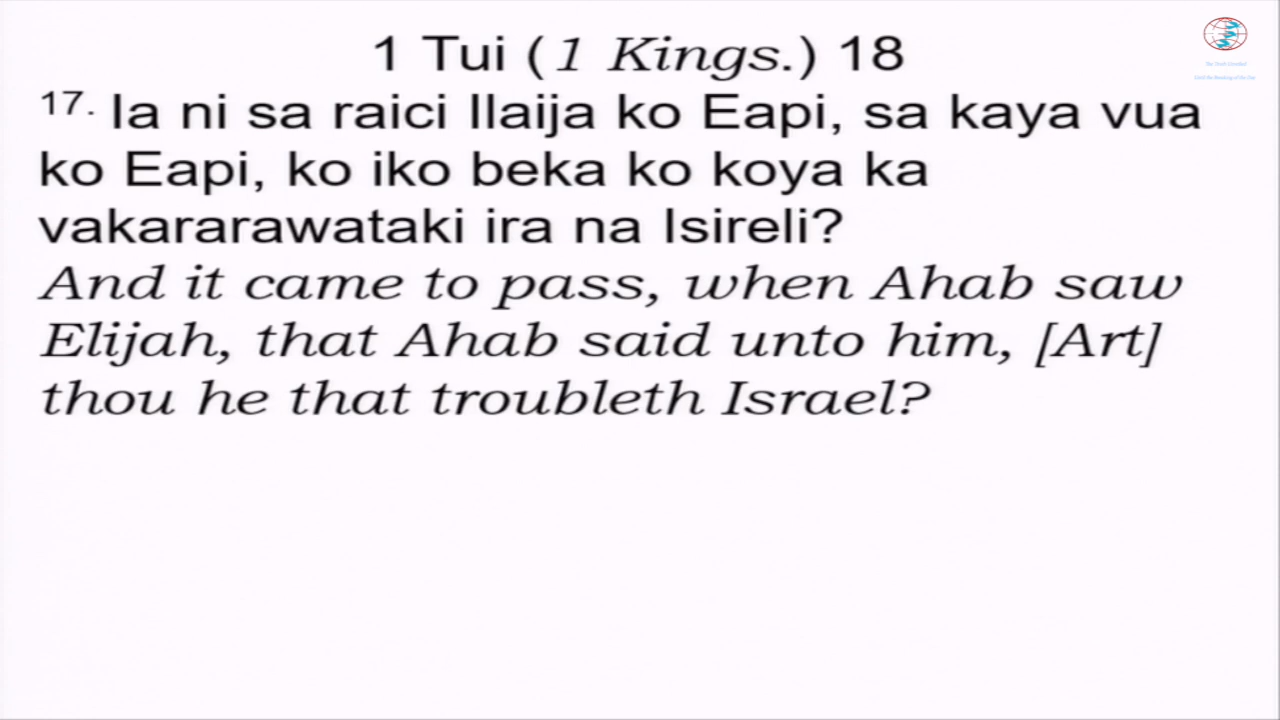 1 Tui (1 Kings.) 18
17. Ia ni sa raici Ilaija ko Eapi, sa kaya vua
ko Eapi, ko iko beka ko koya ka
vakararawataki ira na Isireli?
And it came to pass, when Ahab saw
Elijah, that Ahab said unto him, [Art]
thou he that troubleth Israel?